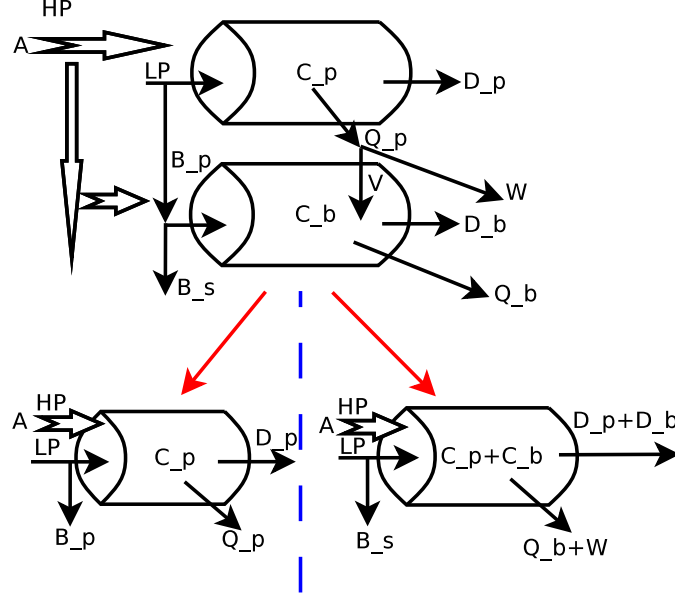 HP
A
LP
C_p
D_p
Q_p
B_p
V
W
C_b
D_b
B_s
Q_b
HP
A
LP
C_p
D_p
B_p
Q_p
HP
A
LP
C_p+C_b
D_p+D_b
B_s
Q_b+W